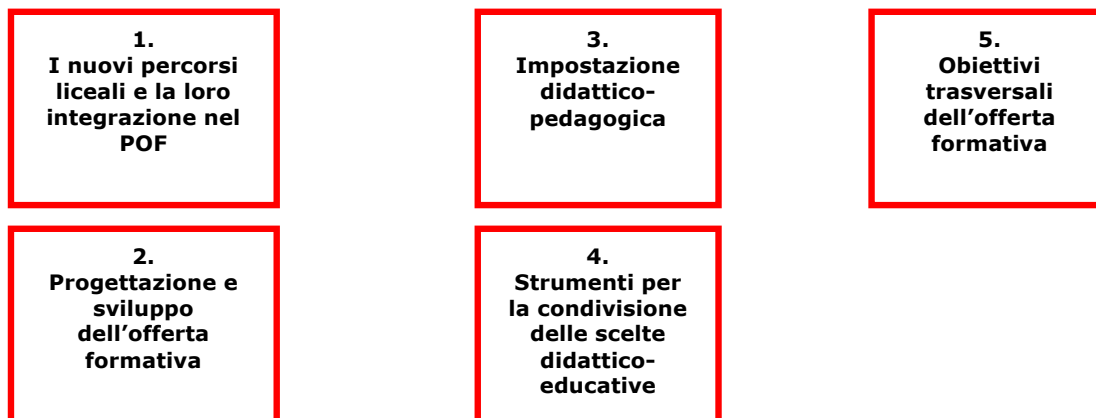 1.
I nuovi percorsi
liceali e la loro
integrazione nel
POF
2.
Progettazione e
sviluppo
dell’offerta
formativa
3.
Impostazione
didattico-
pedagogica
4.
Strumenti per
la condivisione
delle scelte
didattico-
educative
5.
Obiettivi
trasversali
dell’offerta
formativa